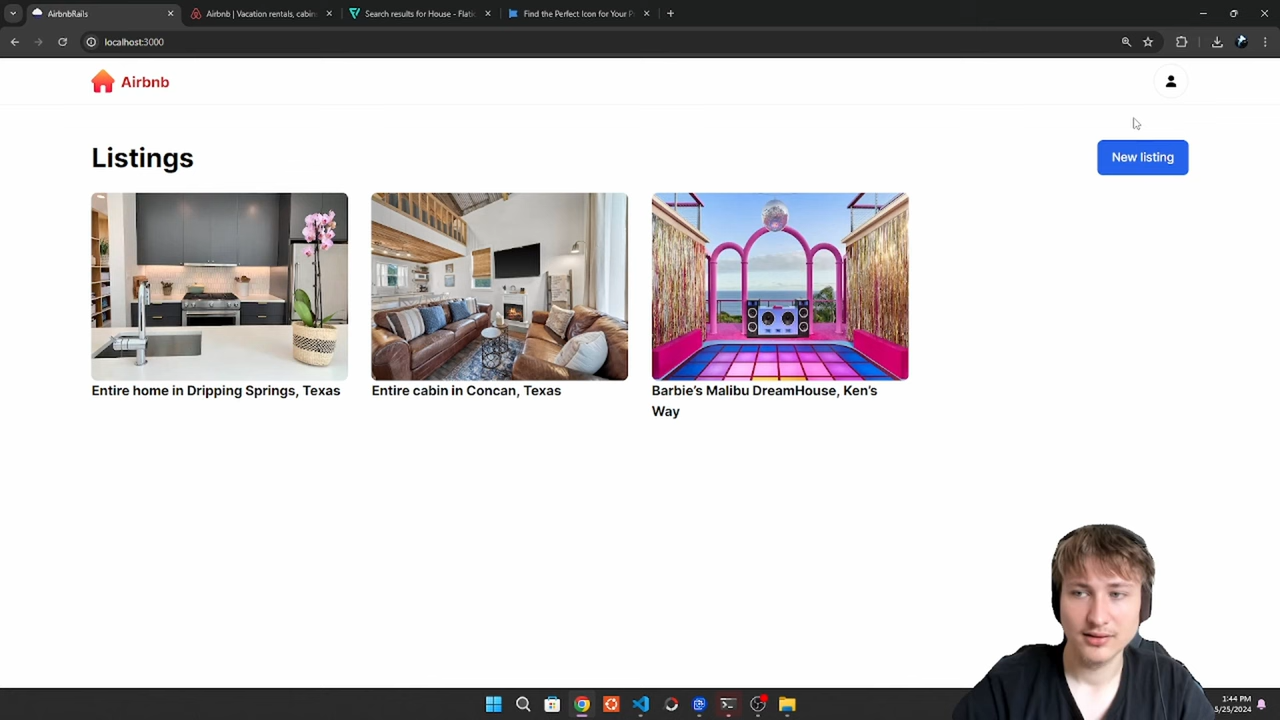 AirbnbRails
Airbnb | Vacation rentals, cabin
Search results for House - Flati
Find the Perfect Icon for Your P
localhost:3000
Airbnb
Listings
New listing
Entire home in Dripping Springs, Texas
Entire cabin in Concan, Texas
Barbie’s Malibu DreamHouse, Ken’s
Way
1:44 PM
5/25/2024